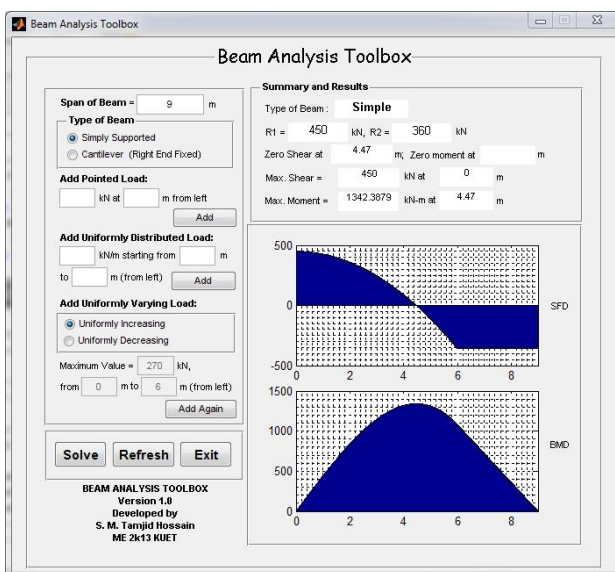 Beam Analysis Toolbox
Beam Analysis Toolbox
Span of Beam = 9 m
Type of Beam
Simply Supported
Cantilever (Right End Fixed)
Add Pointed Load:
kN at m from left
Add
Add Uniformly Distributed Load:
kN/m starting from m
to m (from left) Add
Add Uniformly Varying Load:
Uniformly Increasing
Uniformly Decreasing
Maximum Value = 270 kN,
from 0 m to 6 m (from left)
Add Again
Solve Refresh Exit
BEAM ANALYSIS TOOLBOX
Version 1.0
Developed by
S. M. Tamjid Hossain
ME 2k13 KUET
Summary and Results
Type of Beam : Simple
R1 = 450 kN, R2 = 360 kN
Zero Shear at 4.47 m; Zero moment at m
Max. Shear = 450 kN at 0 m
Max. Moment = 1342.3879 kN-m at 4.47 m
500
0
-500
0 2 4 6 8
SFD
1500
1000
500
0
0 2 4 6 8
BMD